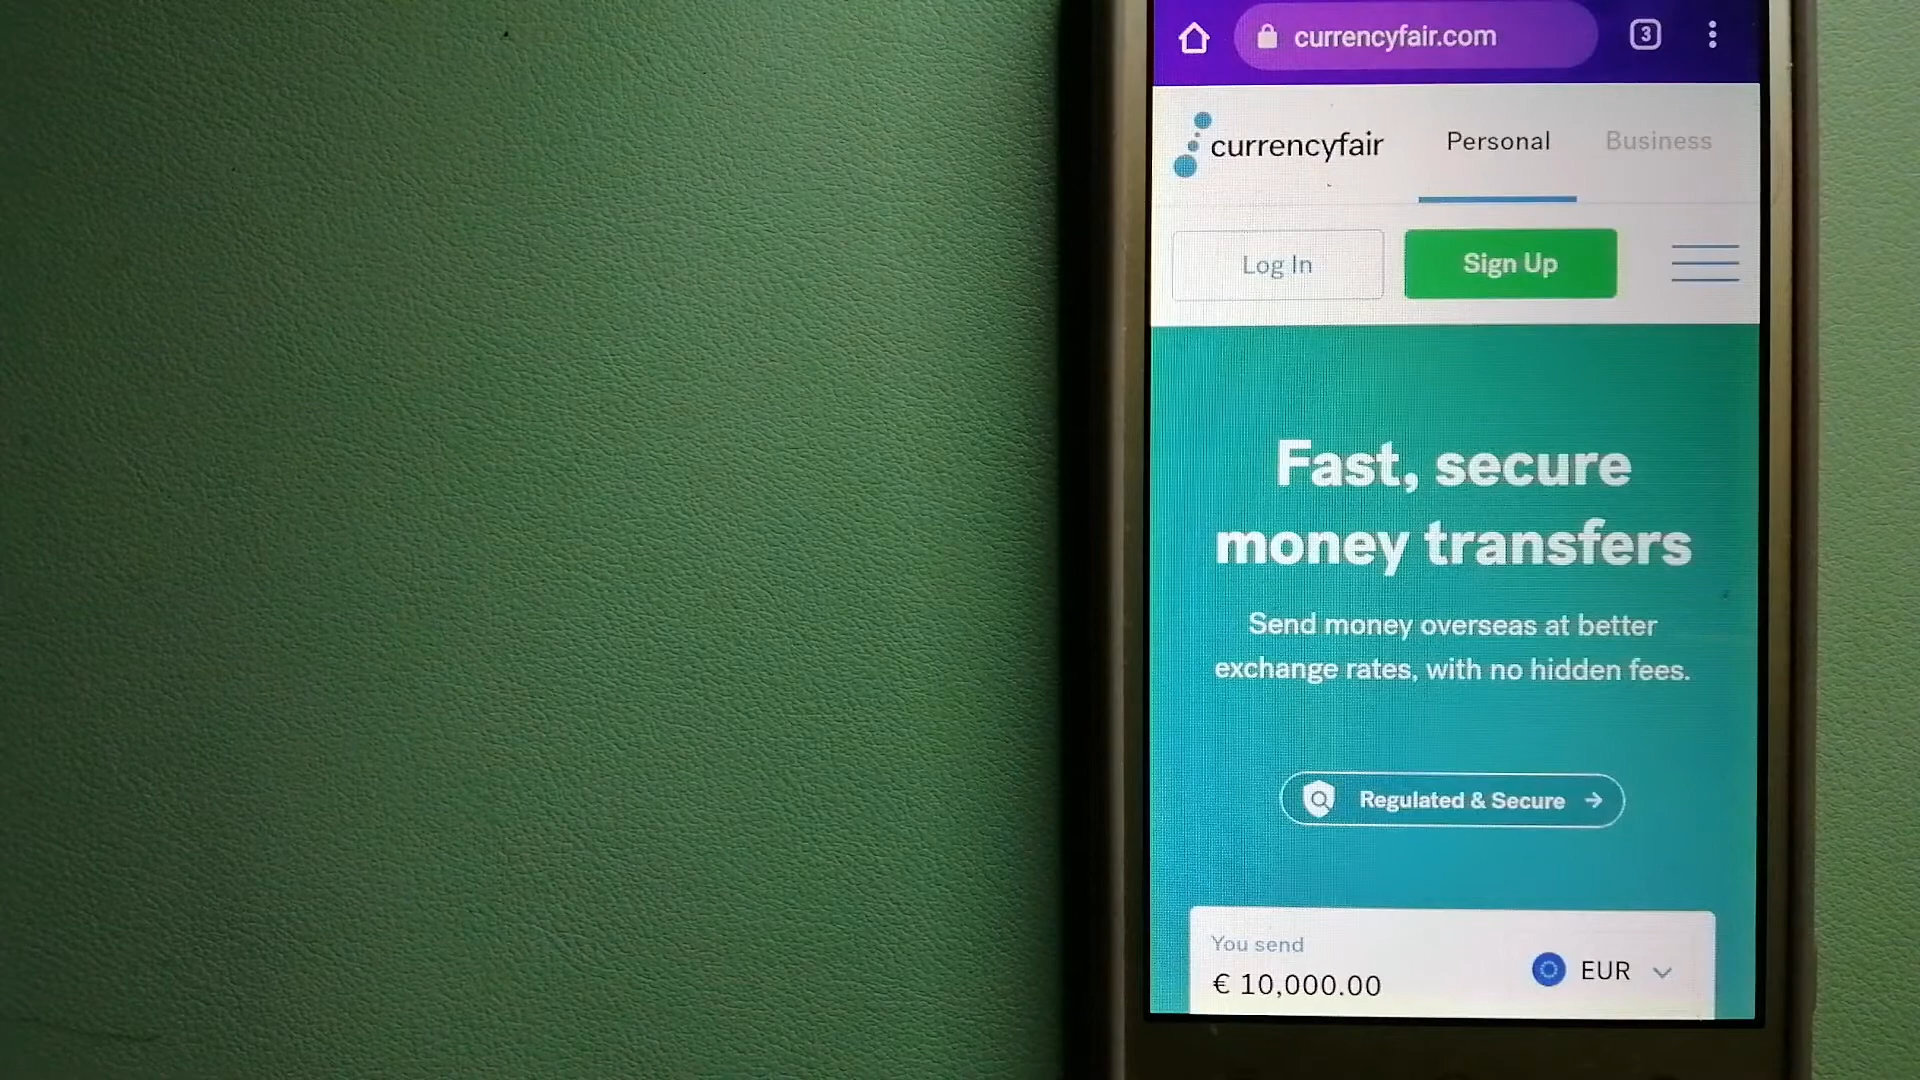 currencyfair.com
3
currencyfair
Personal
Business
Log In
Sign Up
Fast, secure
money transfers
Send money overseas at better
exchange rates, with no hidden fees.
Regulated & Secure →
You send
€ 10,000.00
EUR